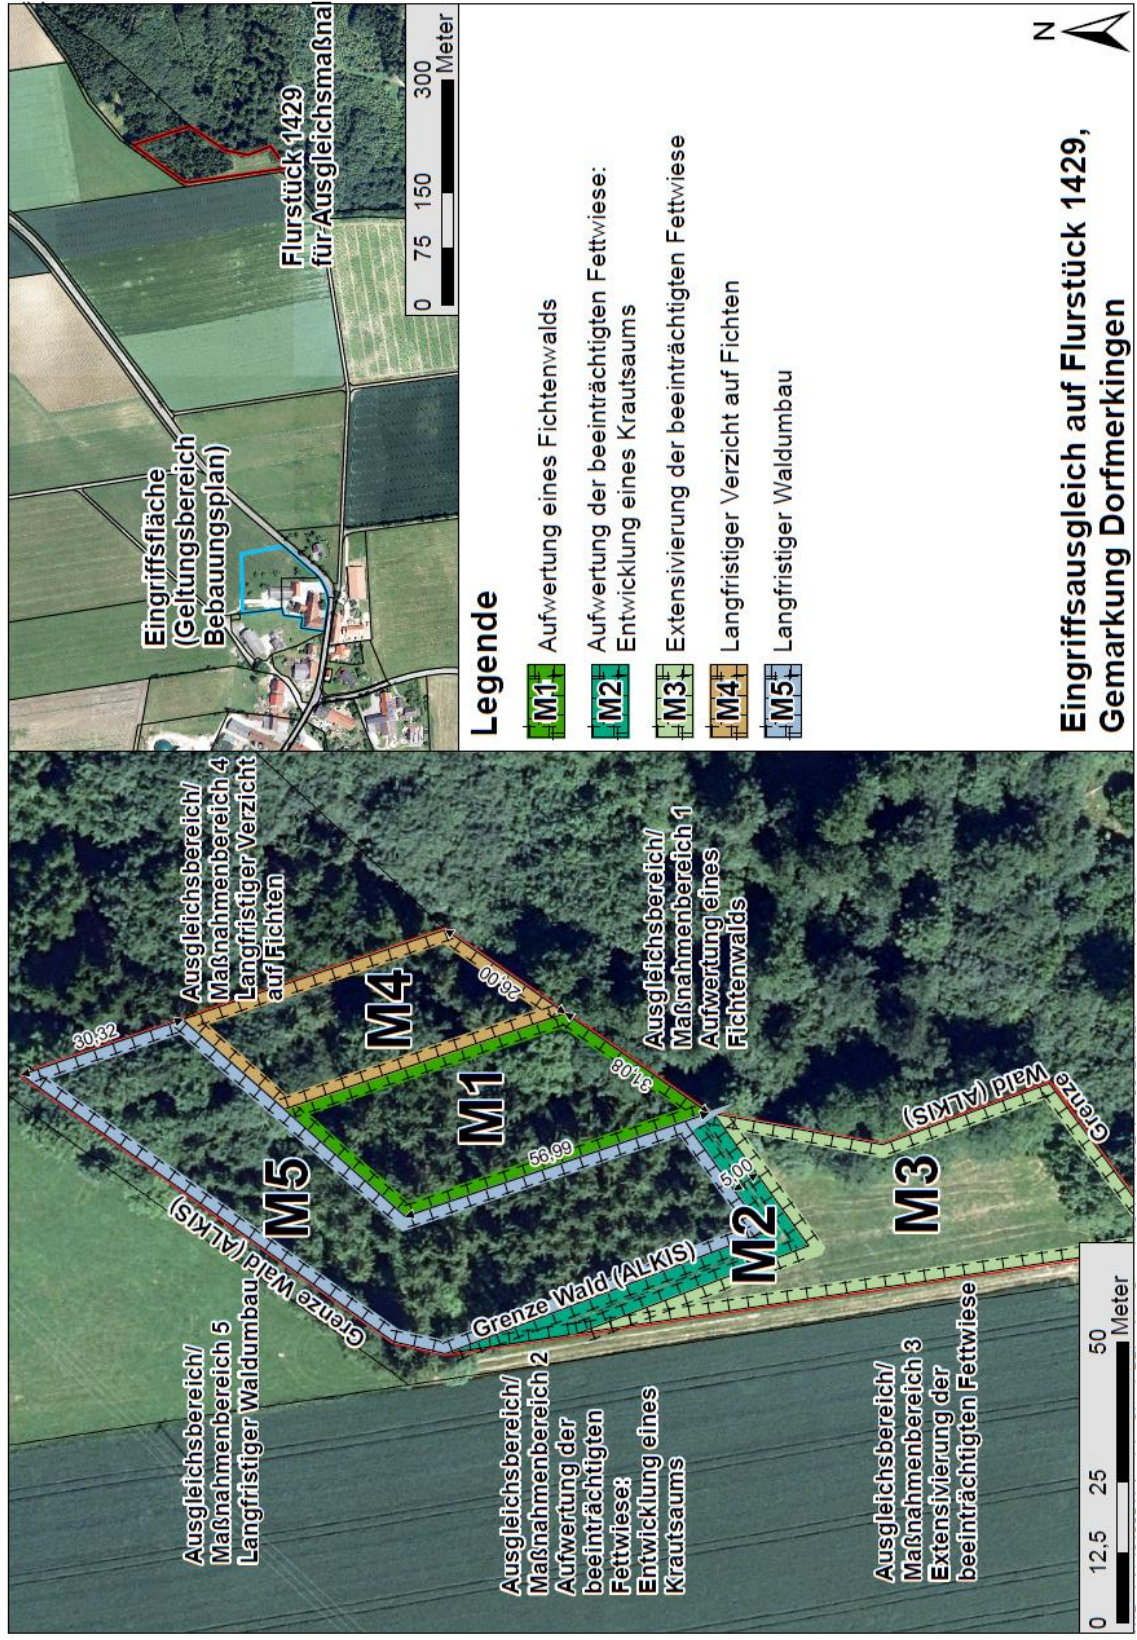 Ausgleichsbereich/
Maßnahmenbereich 5
Langfristiger Waldumbau
Grenze Wald (ALKIS)
M5
30,32
Ausgleichsbereich/
Maßnahmenbereich 4
Langfristiger Verzicht
auf Fichten
M4
26,00
M1
56,99
31,08
Grenze Wald (ALKIS)
Ausgleichsbereich/
Maßnahmenbereich 2
Aufwertung der
beeinträchtigten
Fettwiese:
Entwicklung eines
Krautsaums
M2
5,00
Ausgleichsbereich/
Maßnahmenbereich 1
Aufwertung eines
Fichtenwalds
Ausgleichsbereich/
Maßnahmenbereich 3
Extensivierung der
beeinträchtigten Fettwiese
M3
Grenze
Wald (ALKIS)
Grenze
0 12,5 25 50
Meter
Eingriffsfläche
(Geltungsbereich
Bebauungsplan)
Flurstück 1429
für Ausgleichsmaßnal
0 75 150 300
Meter
Legende
M1 Aufwertung eines Fichtenwalds
M2 Aufwertung der beeinträchtigten Fettwiese:
Entwicklung eines Krautsaums
M3 Extensivierung der beeinträchtigten Fettwiese
M4 Langfristiger Verzicht auf Fichten
M5 Langfristiger Waldumbau
Eingriffsausgleich auf Flurstück 1429,
Gemarkung Dorfmerkingen
N